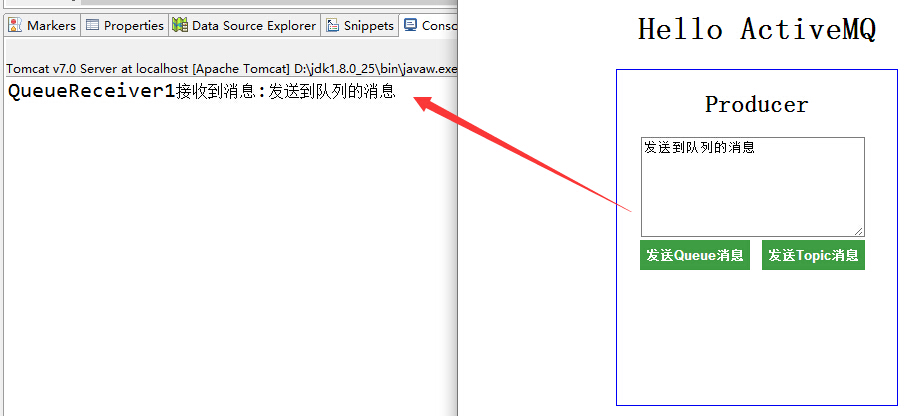 Markers Properties Data Source Explorer Snippets Conso
Tomcat v7.0 Server at localhost [Apache Tomcat] D:\jdk1.8.0_25\bin\javaw.exe
QueueReceiver1接收到消息:发送到队列的消息
Hello ActiveMQ
Producer
发送到队列的消息
发送Queue消息 发送Topic消息